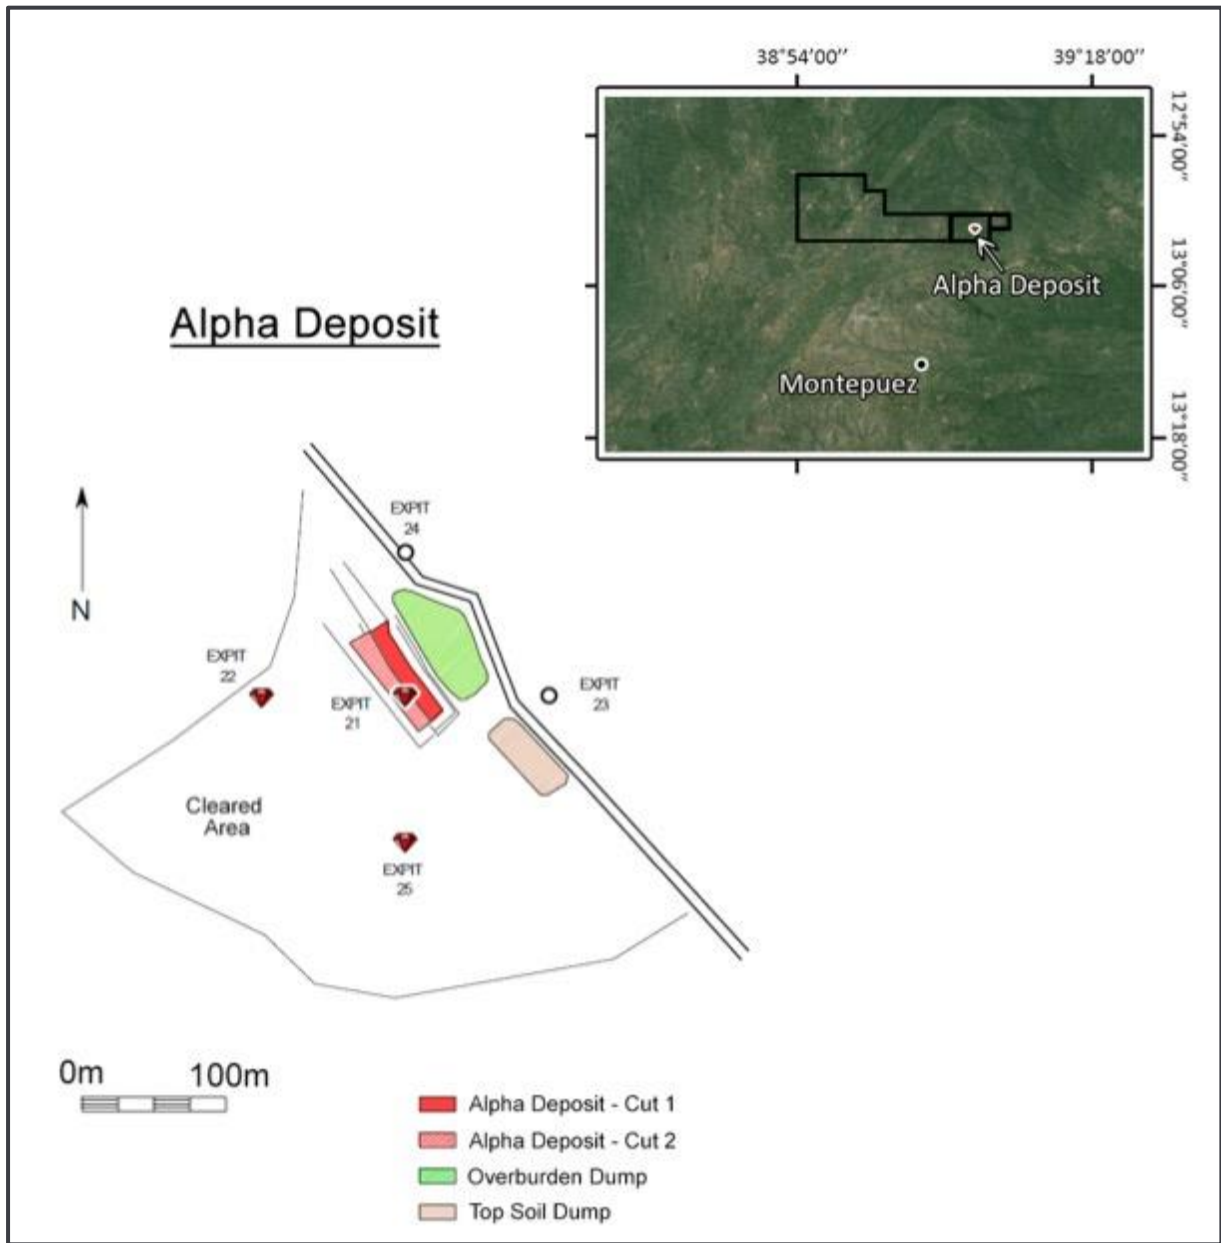 38°54'00''
39°18'00''
12°54'00''
13°06'00''
13°18'00''
Alpha Deposit
Montepuez
Alpha Deposit
N
EXPIT
24
EXPIT
22
EXPIT
21
EXPIT
23
Cleared
Area
EXPIT
25
0m
100m
Alpha Deposit - Cut 1
Alpha Deposit - Cut 2
Overburden Dump
Top Soil Dump